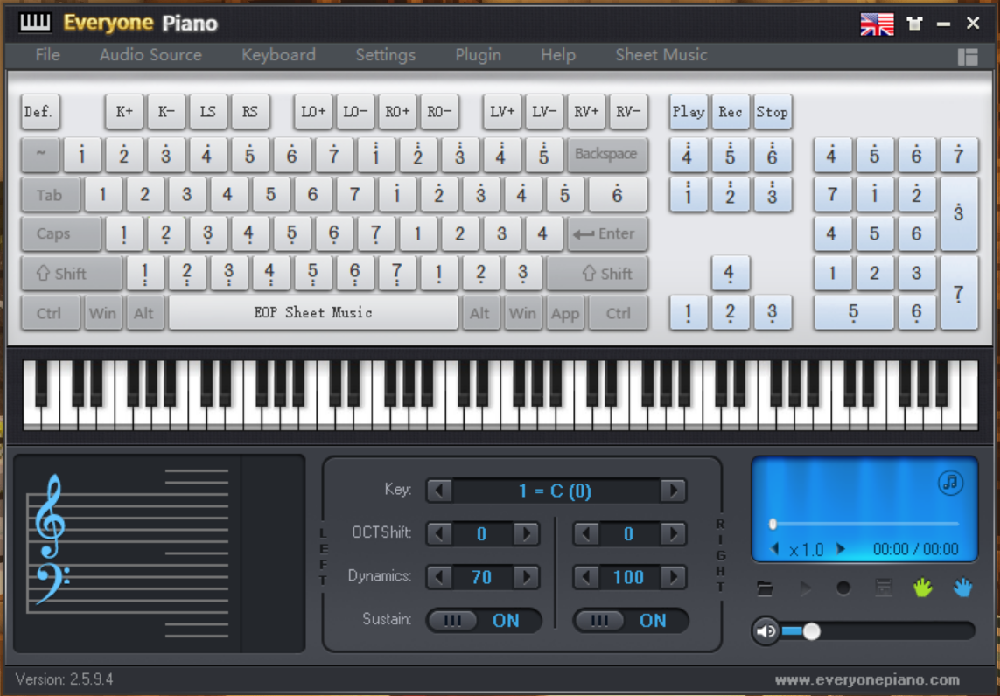 Everyone Piano
File Audio Source Keyboard Settings Plugin Help Sheet Music
Def. K+ K- LS RS LO+ LO- RO+ RO- LV+ LV- RV+ RV- Play Rec Stop
~ 1 2 3 4 5 6 7 1 2 3 4 5 Backspace 4 5 6 4 5 6 7
Tab 1 2 3 4 5 6 7 1 2 3 4 5 6 1 2 3 7 1 2
3
Caps 1 2 3 4 5 6 7 1 2 3 4 Enter 4 5 6
Shift 1 2 3 4 5 6 7 1 2 3 Shift 4 1 2 3
7
Ctrl Win Alt EOP Sheet Music Alt Win App Ctrl 1 2 3 5 6
LEFT
Key: 1 = C (0)
OCTShift: 0 0
Dynamics: 70 100
Sustain: ON ON
RIGHT
x1.0 00:00 / 00:00
Version: 2.5.9.4
www.everyonepiano.com